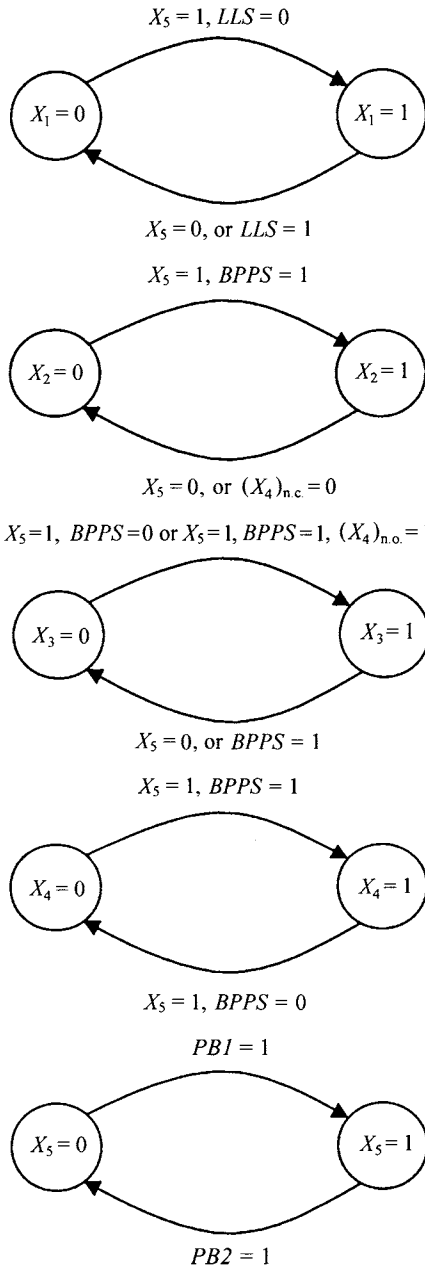 X5 = 1, LLS = 0
X1 = 0
X1 = 1
X5 = 0, or LLS = 1
X5 = 1, BPPS = 1
X2 = 0
X2 = 1
X5 = 0, or (X4)n.c. = 0
X5 = 1, BPPS = 0 or X5 = 1, BPPS = 1, (X4)n.o. =
X3 = 0
X3 = 1
X5 = 0, or BPPS = 1
X5 = 1, BPPS = 1
X4 = 0
X4 = 1
X5 = 1, BPPS = 0
PB1 = 1
X5 = 0
X5 = 1
PB2 = 1